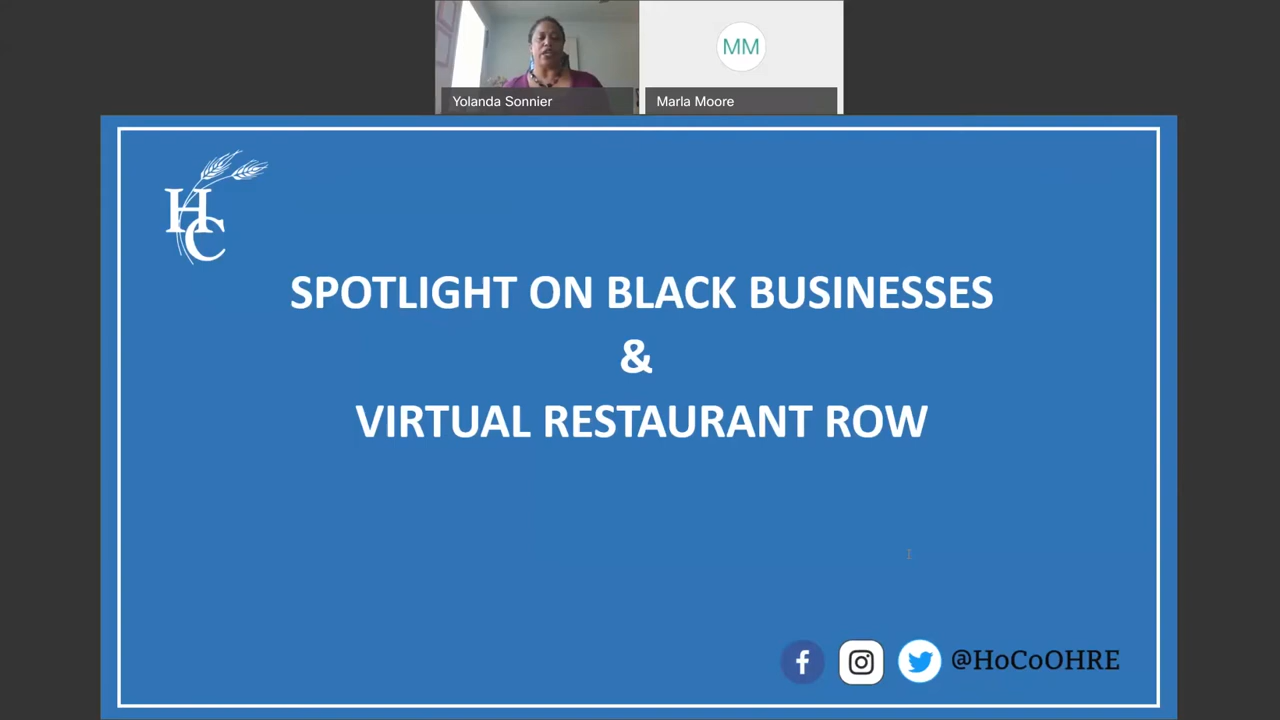 MM
Yolanda Sonnier
Marla Moore
HC
SPOTLIGHT ON BLACK BUSINESSES
&
VIRTUAL RESTAURANT ROW
@HoCoOHRE